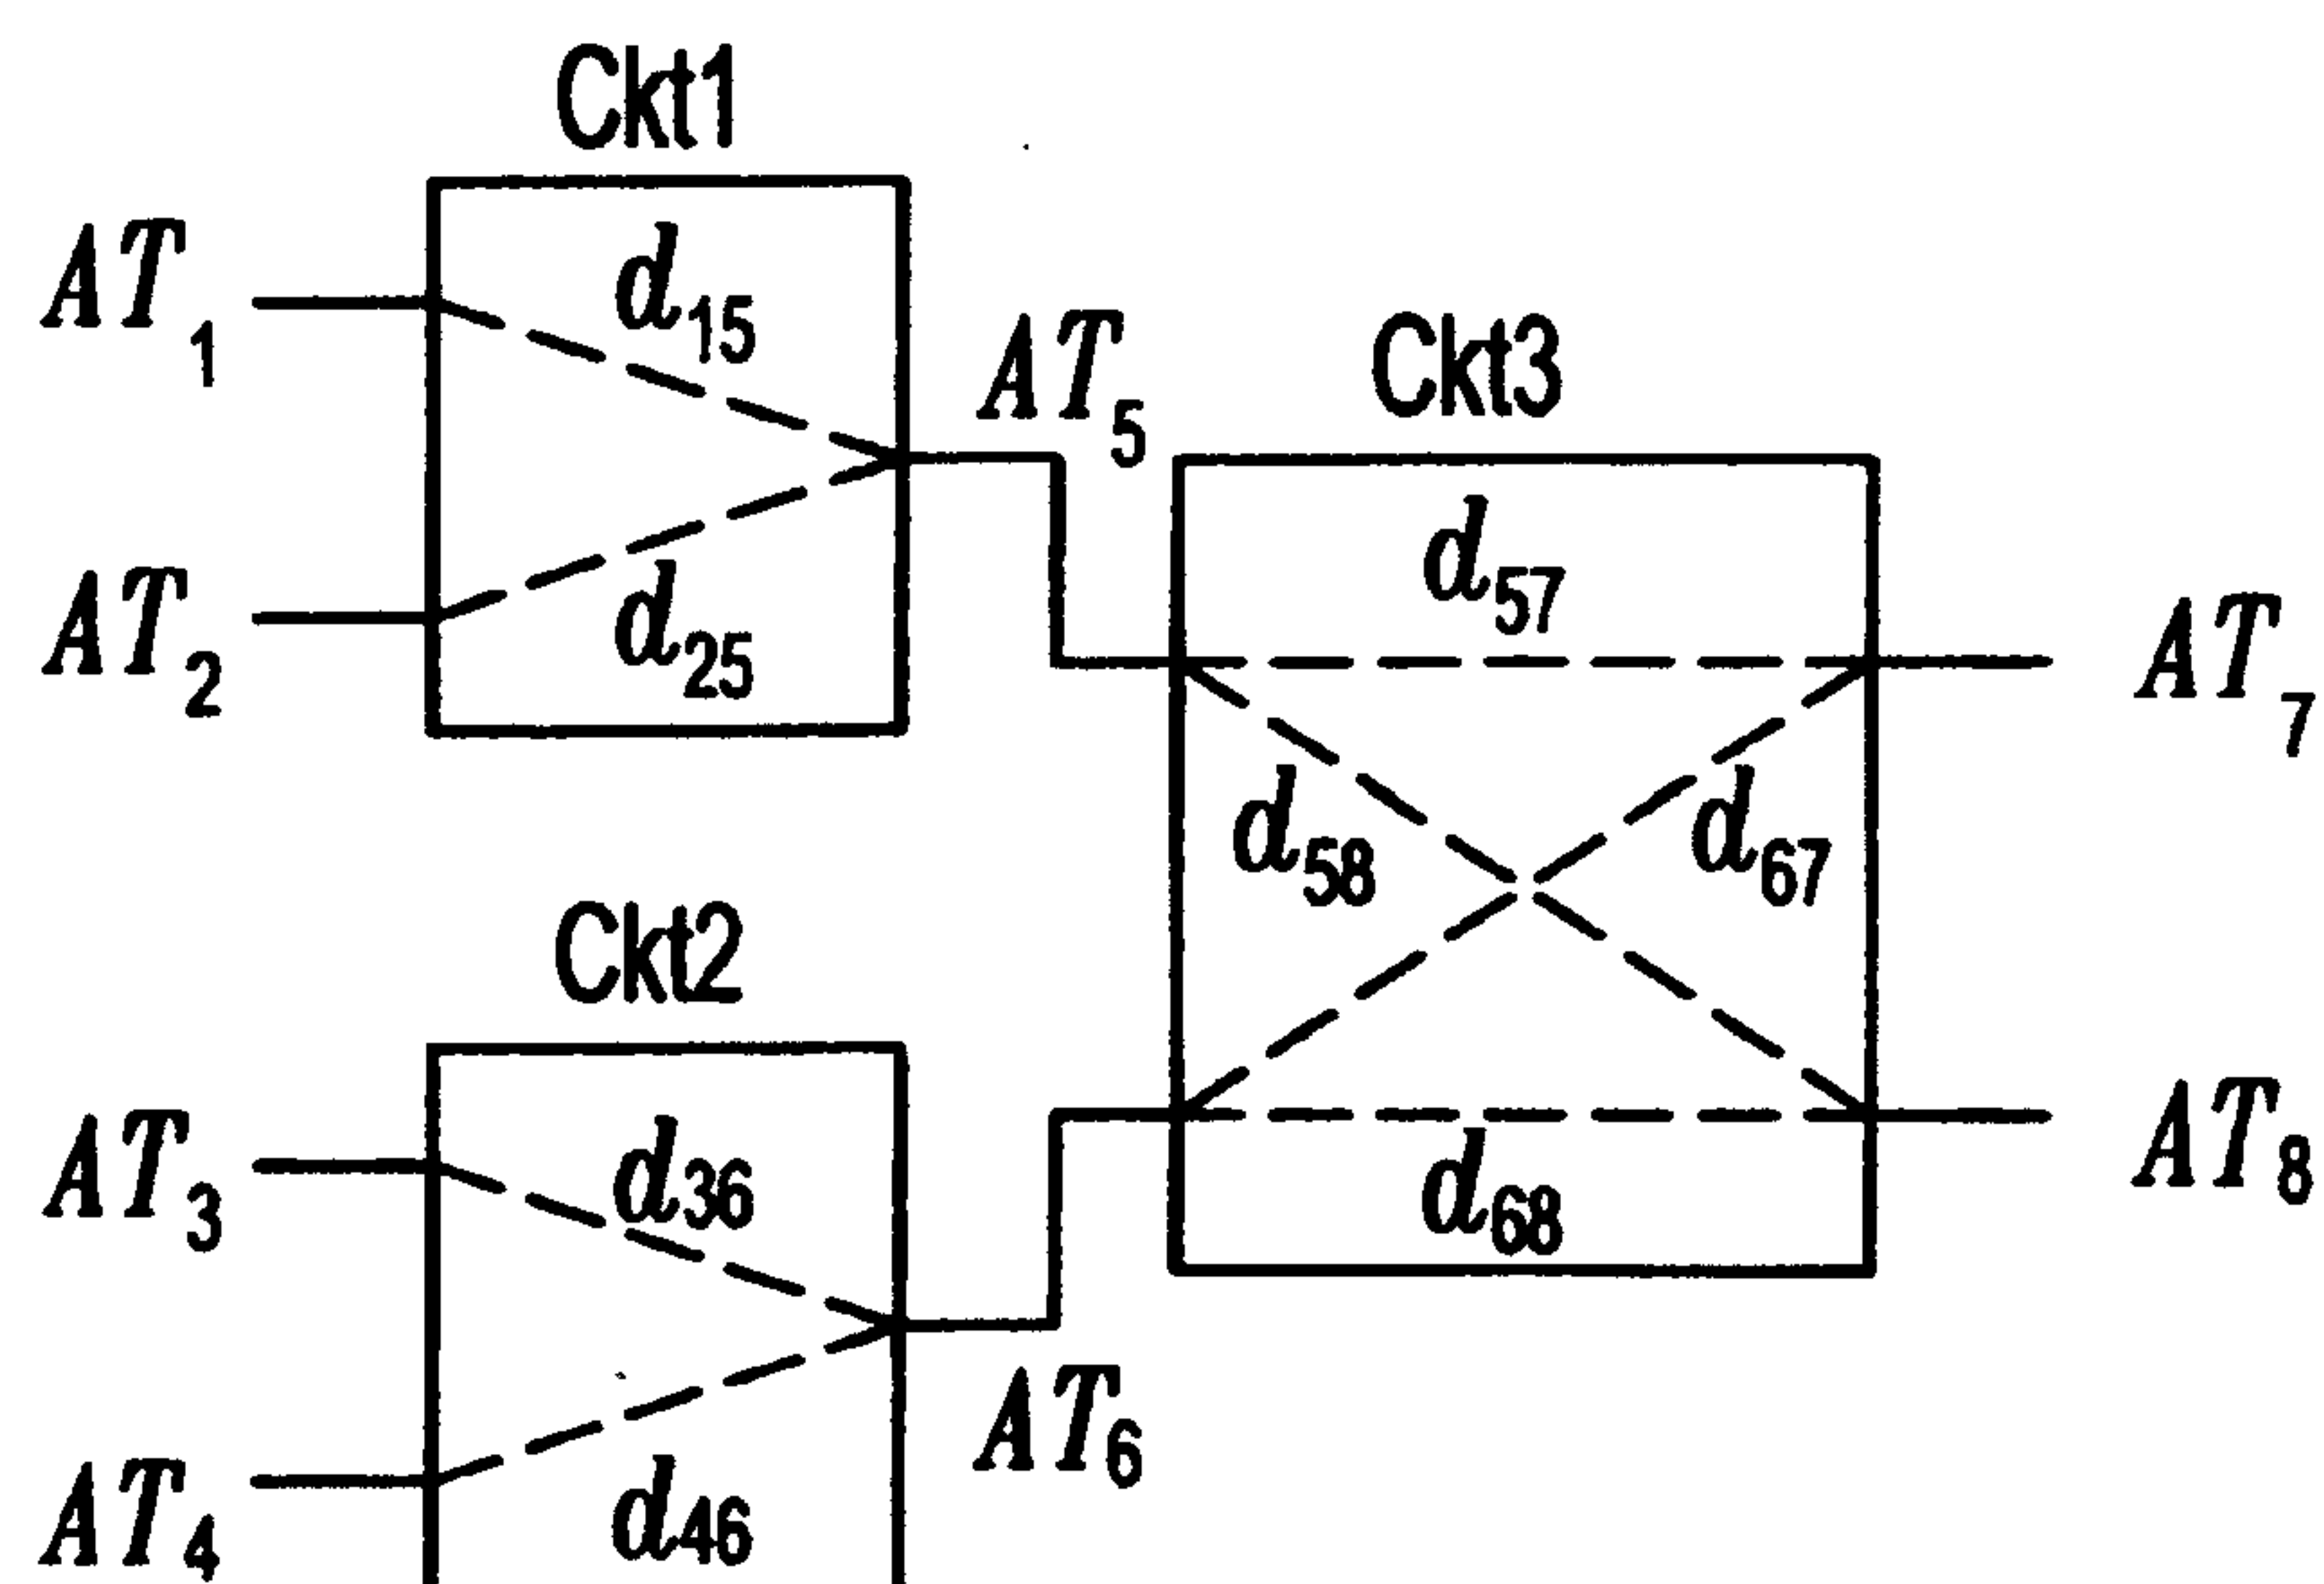 Ckt1
AT1
d15
AT2
d25
AT5
Ckt3
d57
AT7
d58
d67
Ckt2
AT3
d36
AT8
d68
AT6
AT4
d46